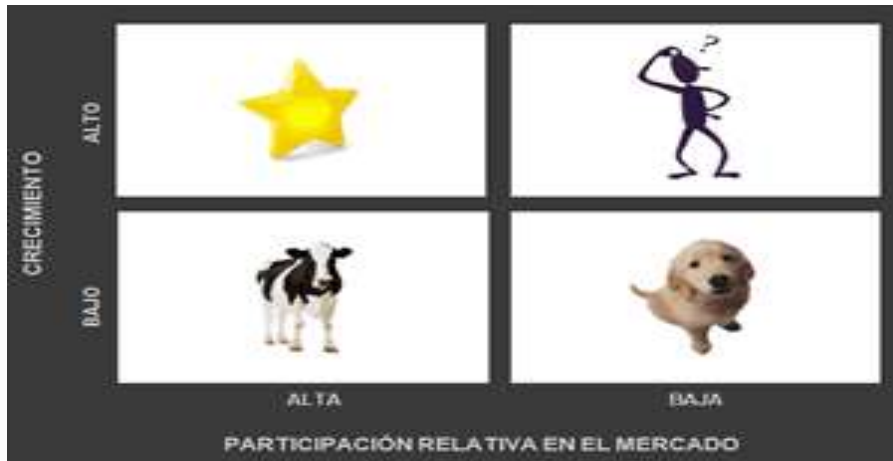 ?
ALTO
CRECIMIENTO
BAJO
ALTA
BAJA
PARTICIPACIÓN RELATIVA EN EL MERCADO